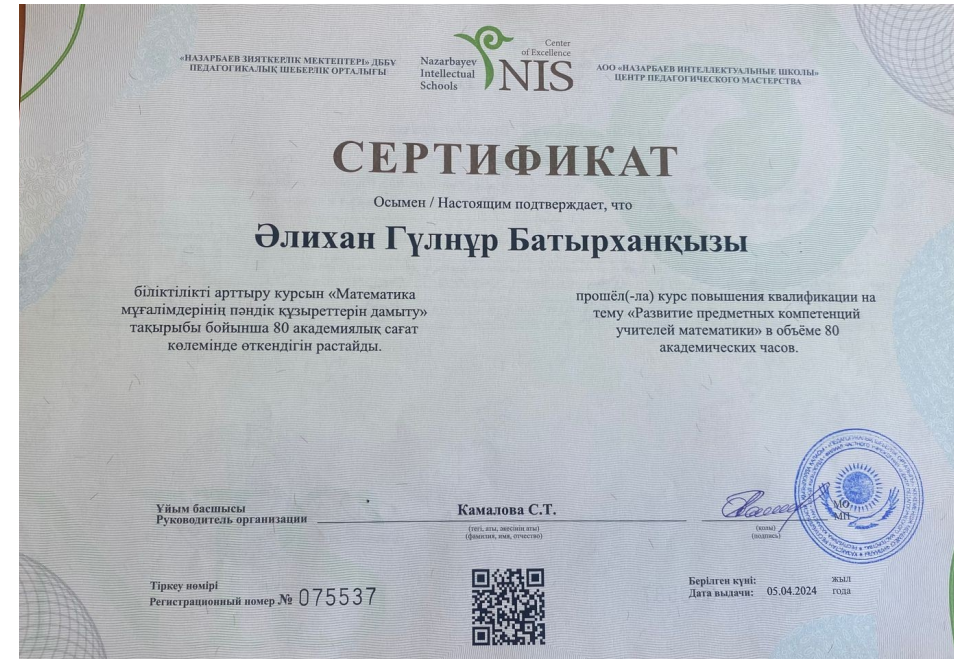 «НАЗАРБАЕВ ЗИЯТКЕРЛІК МЕКТЕПТЕРІ» ДББҰ
ПЕДАГОГИКАЛЫҚ ШЕБЕРЛІК ОРТАЛЫҒЫ
Nazarbayev
Intellectual
Schools
Center
of Excellence
NIS
АОО «НАЗАРБАЕВ ИНТЕЛЛЕКТУАЛЬНЫЕ ШКОЛЫ»
ЦЕНТР ПЕДАГОГИЧЕСКОГО МАСТЕРСТВА
СЕРТИФИКАТ
Осымен / Настоящим подтверждает, что
Әлихан Гүлнұр Батырханқызы
біліктілікті арттыру курсын «Математика
мұғалімдерінің пәндік құзыреттерін дамыту»
тақырыбы бойынша 80 академиялық сағат
көлемінде өткендігін растайды.
прошёл(-ла) курс повышения квалификации на
тему «Развитие предметных компетенций
учителей математики» в объёме 80
академических часов.
Ұйым басшысы
Руководитель организации
Камалова С.Т.
(тегі, аты, әкесінің аты)
(фамилия, имя, отчество)
(қолы)
(подпись)
МО
МП
Тіркеу нөмірі
Регистрационный номер № 075537
Берілген күні: жыл
Дата выдачи: 05.04.2024 года